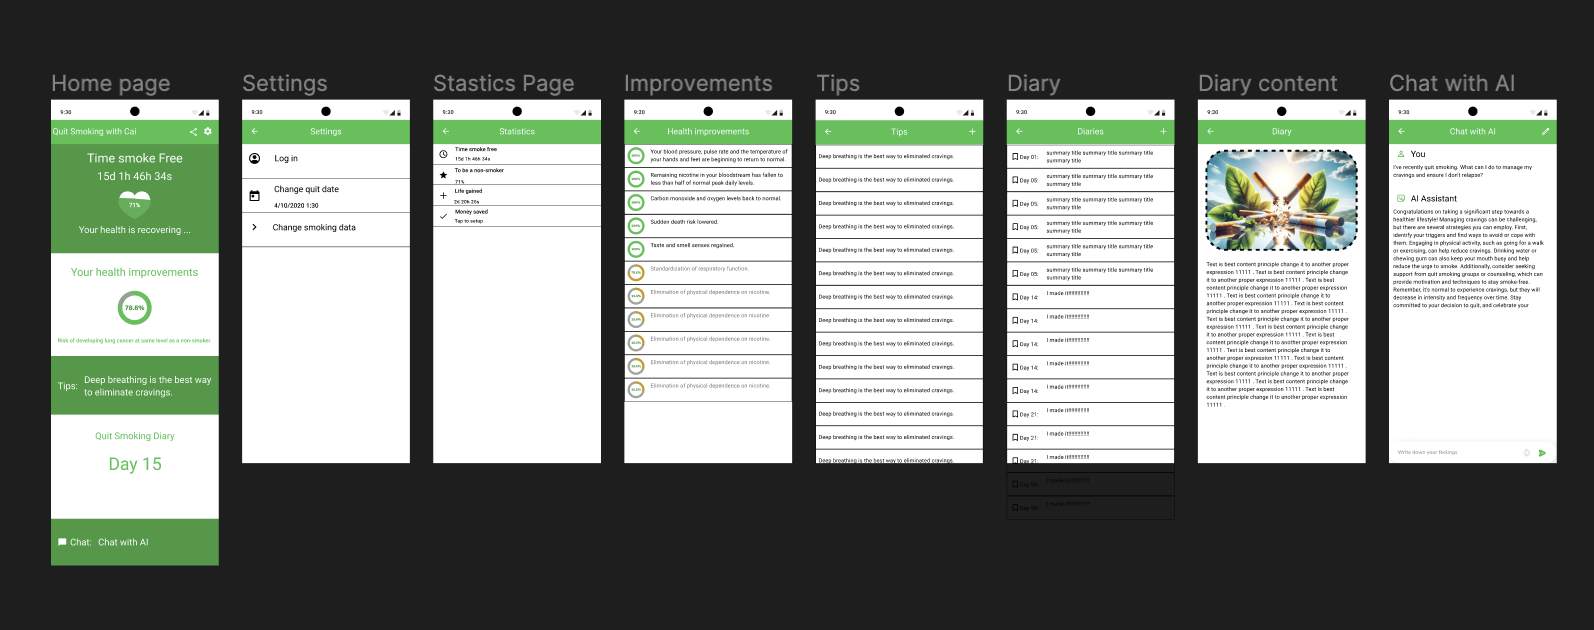 Home page
9:30
Quit Smoking with Cai
Time smoke Free
15d 1h 46h 34s
71%
Your health is recovering ...
Your health improvements
78.6%
Risk of developing lung cancer at same level as a non-smoker.
Tips: Deep breathing is the best way
to eliminate cravings.
Quit Smoking Diary
Day 15
Chat: Chat with AI
Settings
9:30
Settings
Log in
Change quit date
4/10/2020 1:30
Change smoking data
Stastics Page
9:30
Statistics
Time smoke free
15d 1h 46h 34s
To be a non-smoker
71%
Life gained
2d 20h 20s
Money saved
Tap to setup
Improvements
9:30
Health improvements
Your blood pressure, pulse rate and the temperature of
your hands and feet are beginning to return to normal.
Remaining nicotine in your bloodstream has fallen to
less than half of normal peak daily levels.
Carbon monoxide and oxygen levels back to normal.
Sudden death risk lowered.
Taste and smell senses regained.
Standardization of respiratory function.
Elimination of physical dependence on nicotine.
Elimination of physical dependence on nicotine.
Elimination of physical dependence on nicotine.
Elimination of physical dependence on nicotine.
Elimination of physical dependence on nicotine.
Tips
9:30
Tips
Deep breathing is the best way to eliminated cravings.
Deep breathing is the best way to eliminated cravings.
Deep breathing is the best way to eliminated cravings.
Deep breathing is the best way to eliminated cravings.
Deep breathing is the best way to eliminated cravings.
Deep breathing is the best way to eliminated cravings.
Deep breathing is the best way to eliminated cravings.
Deep breathing is the best way to eliminated cravings.
Deep breathing is the best way to eliminated cravings.
Deep breathing is the best way to eliminated cravings.
Deep breathing is the best way to eliminated cravings.
Deep breathing is the best way to eliminated cravings.
Deep breathing is the best way to eliminated cravings.
Deep breathing is the best way to eliminated cravings.
Diary
9:30
Diaries
Day 01: summary title summary title summary title
summary title
Day 05: summary title summary title summary title
summary title
Day 05: summary title summary title summary title
summary title
Day 05: summary title summary title summary title
summary title
Day 05: summary title summary title summary title
summary title
Day 05: summary title summary title summary title
summary title
Day 14: I made it!!!!!!!!!!!!!!
Day 14: I made it!!!!!!!!!!!!!!
Day 14: I made it!!!!!!!!!!!!!!
Day 14: I made it!!!!!!!!!!!!!!
Day 14: I made it!!!!!!!!!!!!!!
Day 21: I made it!!!!!!!!!!!!!!
Day 21: I made it!!!!!!!!!!!!!!
Day 21: I made it!!!!!!!!!!!!!!
I made it!!!!!!!!!!!!!!
I made it!!!!!!!!!!!!!!
Diary content
9:30
Diary
Text is best content principle change it to another proper
expression 11111 . Text is best content principle change
it to another proper expression 11111 . Text is best
content principle change it to another proper expression
11111 . Text is best content principle change it to
another proper expression 11111 . Text is best content
principle change it to another proper expression 11111 .
Text is best content principle change it to another proper
expression 11111 . Text is best content principle change
it to another proper expression 11111 . Text is best
content principle change it to another proper expression
11111 . Text is best content principle change it to
another proper expression 11111 . Text is best content
principle change it to another proper expression 11111 .
Text is best content principle change it to another proper
expression 11111 . Text is best content principle change
it to another proper expression 11111 . Text is best
content principle change it to another proper expression
11111 .
Chat with AI
9:30
Chat with AI
You
I've recently quit smoking. What can I do to manage my
cravings and ensure I don't relapse?
AI Assistant
Congratulations on taking a significant step towards a
healthier lifestyle! Managing cravings can be challenging,
but there are several strategies you can employ. First,
identify your triggers and find ways to avoid or cope with
them. Engaging in physical activity, such as going for a walk
or exercising, can help reduce cravings. Drinking water or
chewing gum can also keep your mouth busy and help
reduce the urge to smoke. Additionally, consider seeking
support from quit smoking groups or counseling, which can
provide motivation and techniques to stay smoke-free.
Remember, it's normal to experience cravings, but they will
decrease in intensity and frequency over time. Stay
committed to your decision to quit, and celebrate your
Write down your feelings